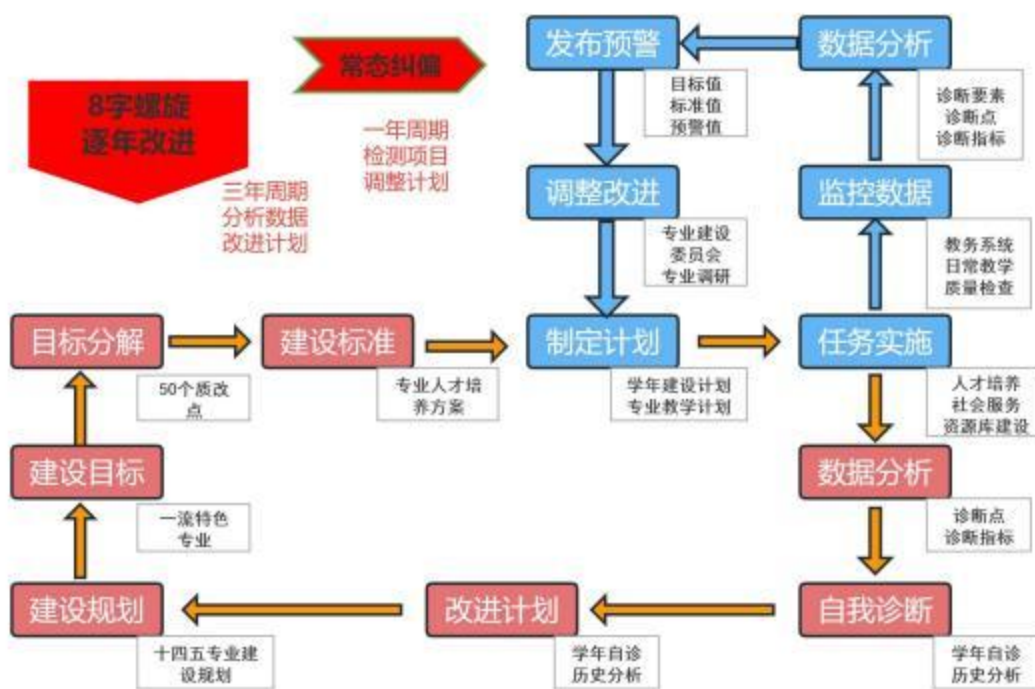 发布预警
数据分析
常态纠偏
目标值
标准值
预警值
诊断要素
诊断点
诊断指标
8字螺旋
逐年改进
一年周期
检测项目
调整计划
三年周期
分析数据
改进计划
调整改进
监控数据
专业建设
委员会
专业调研
教务系统
日常教学
质量检查
目标分解
建设标准
制定计划
任务实施
50个质改
点
专业人才培
养方案
学年建设计划
专业教学计划
人才培养
社会服务
资源库建设
建设目标
数据分析
一流特色
专业
诊断点
诊断指标
建设规划
改进计划
自我诊断
十四五专业建
设规划
学年自诊
历史分析
学年自诊
历史分析